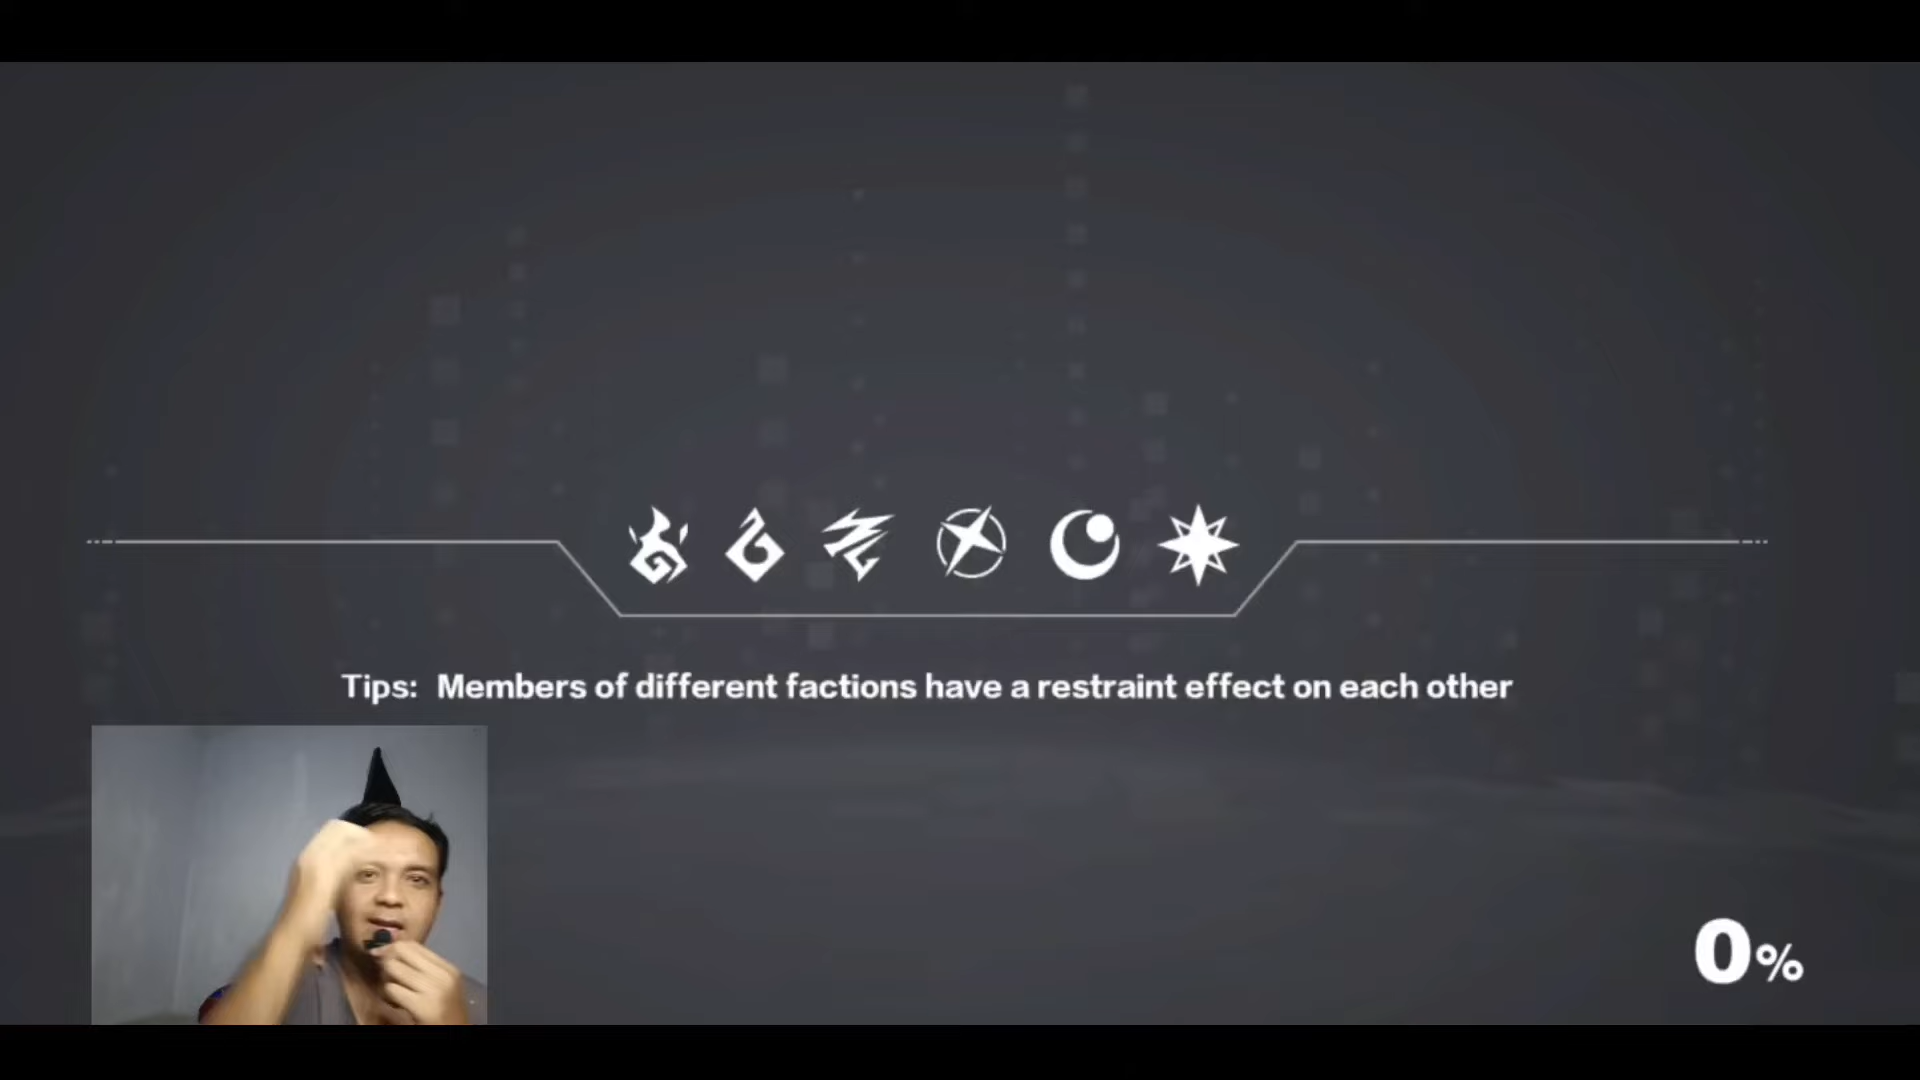 Tips: Members of different factions have a restraint effect on each other
0%